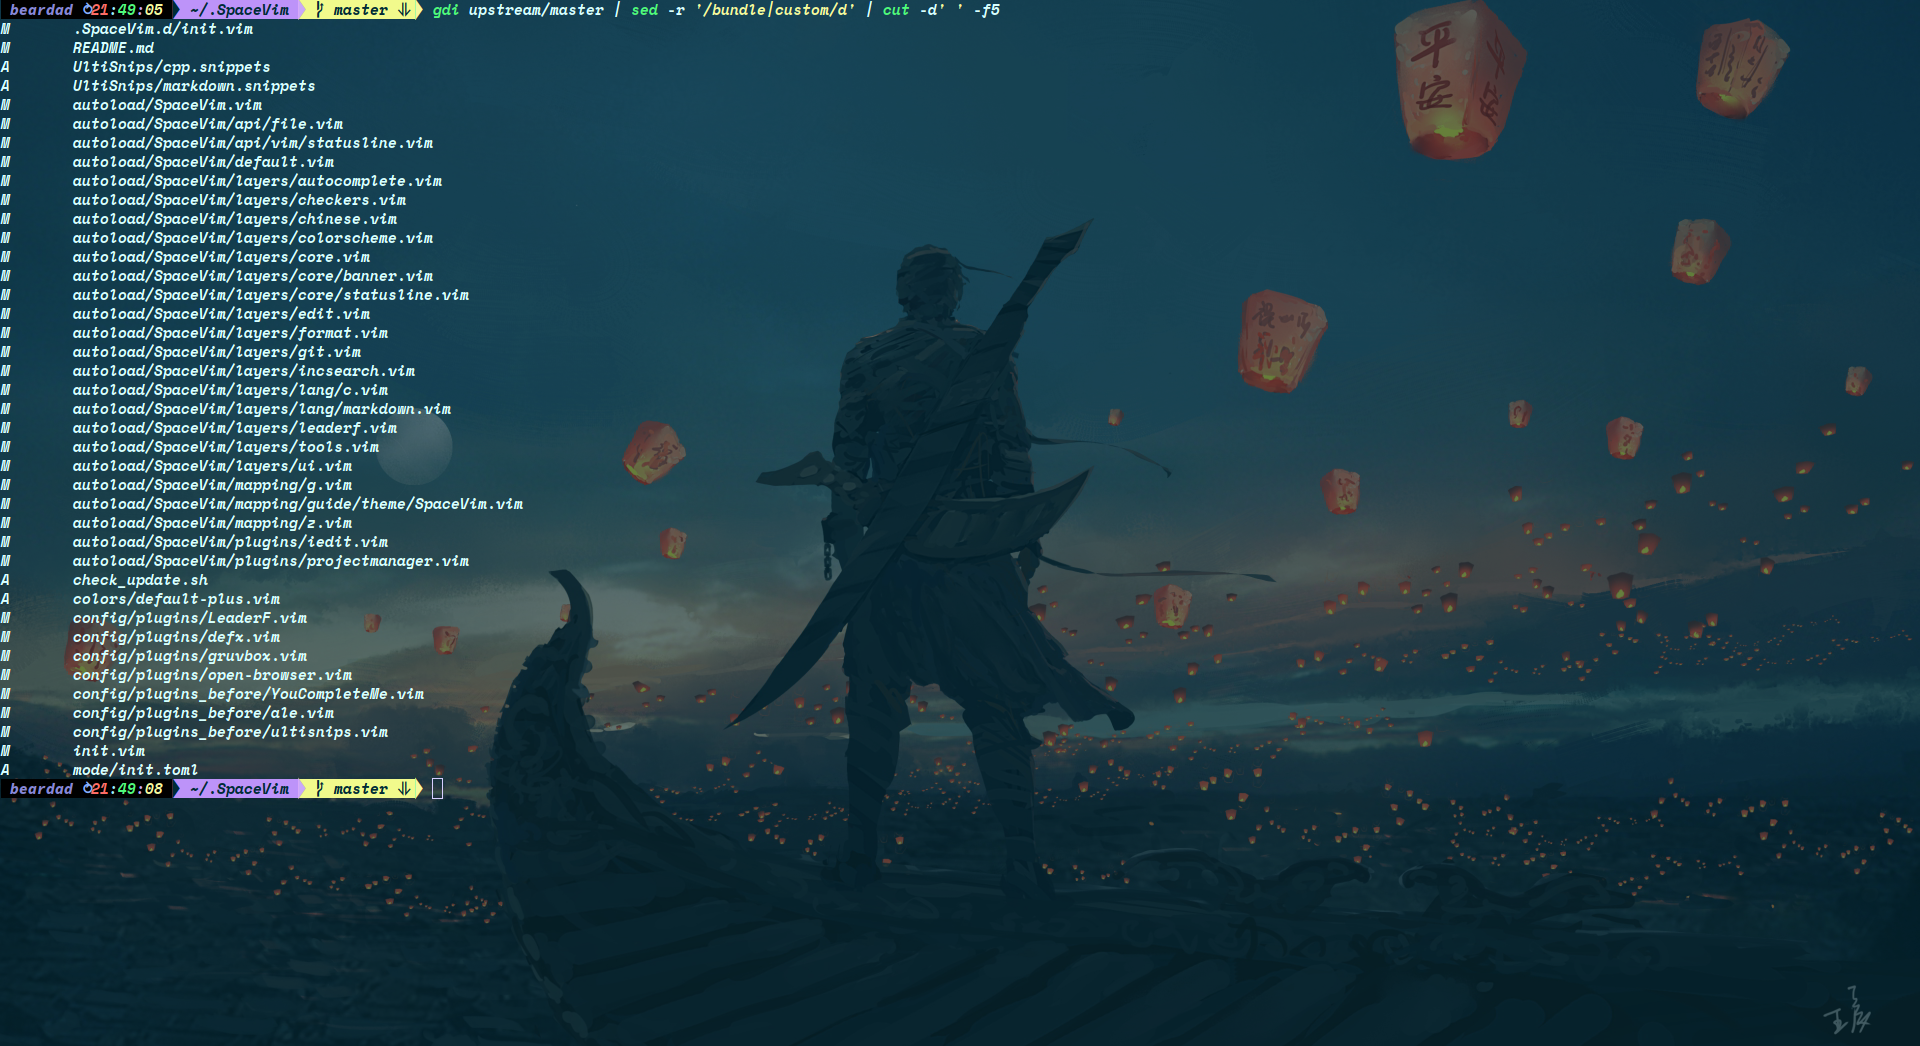 beardad 21:49:05 ~/.SpaceVim master gdi upstream/master | sed -r '/bundle|custom/d' | cut -d' ' -f5
M .SpaceVim.d/init.vim
M README.md
A UltiSnips/cpp.snippets
A UltiSnips/markdown.snippets
M autoload/SpaceVim.vim
M autoload/SpaceVim/api/file.vim
M autoload/SpaceVim/api/vim/statusline.vim
M autoload/SpaceVim/default.vim
M autoload/SpaceVim/layers/autocomplete.vim
M autoload/SpaceVim/layers/checkers.vim
M autoload/SpaceVim/layers/chinese.vim
M autoload/SpaceVim/layers/colorscheme.vim
M autoload/SpaceVim/layers/core.vim
M autoload/SpaceVim/layers/core/banner.vim
M autoload/SpaceVim/layers/core/statusline.vim
M autoload/SpaceVim/layers/edit.vim
M autoload/SpaceVim/layers/format.vim
M autoload/SpaceVim/layers/git.vim
M autoload/SpaceVim/layers/incsearch.vim
M autoload/SpaceVim/layers/lang/c.vim
M autoload/SpaceVim/layers/lang/markdown.vim
M autoload/SpaceVim/layers/leaderf.vim
M autoload/SpaceVim/layers/tools.vim
M autoload/SpaceVim/layers/ui.vim
M autoload/SpaceVim/mapping/g.vim
M autoload/SpaceVim/mapping/guide/theme/SpaceVim.vim
M autoload/SpaceVim/mapping/z.vim
M autoload/SpaceVim/plugins/iedit.vim
M autoload/SpaceVim/plugins/projectmanager.vim
A check_update.sh
A colors/default-plus.vim
M config/plugins/LeaderF.vim
M config/plugins/defx.vim
M config/plugins/gruvbox.vim
M config/plugins/open-browser.vim
M config/plugins_before/YouCompleteMe.vim
M config/plugins_before/ale.vim
M config/plugins_before/ultisnips.vim
M init.vim
A mode/init.toml
beardad 21:49:08 ~/.SpaceVim master
平安